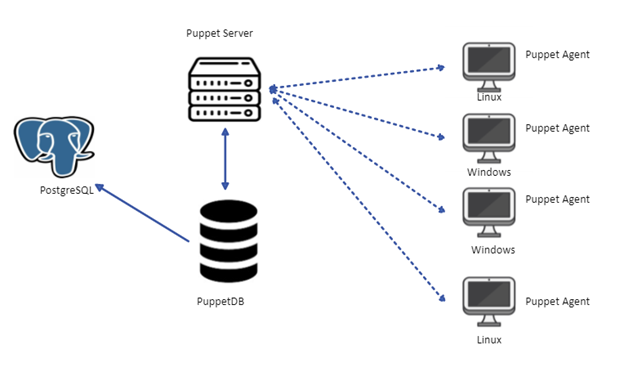 Puppet Server
Puppet Agent
Linux
Puppet Agent
Windows
PostgreSQL
Puppet Agent
Windows
PuppetDB
Puppet Agent
Linux